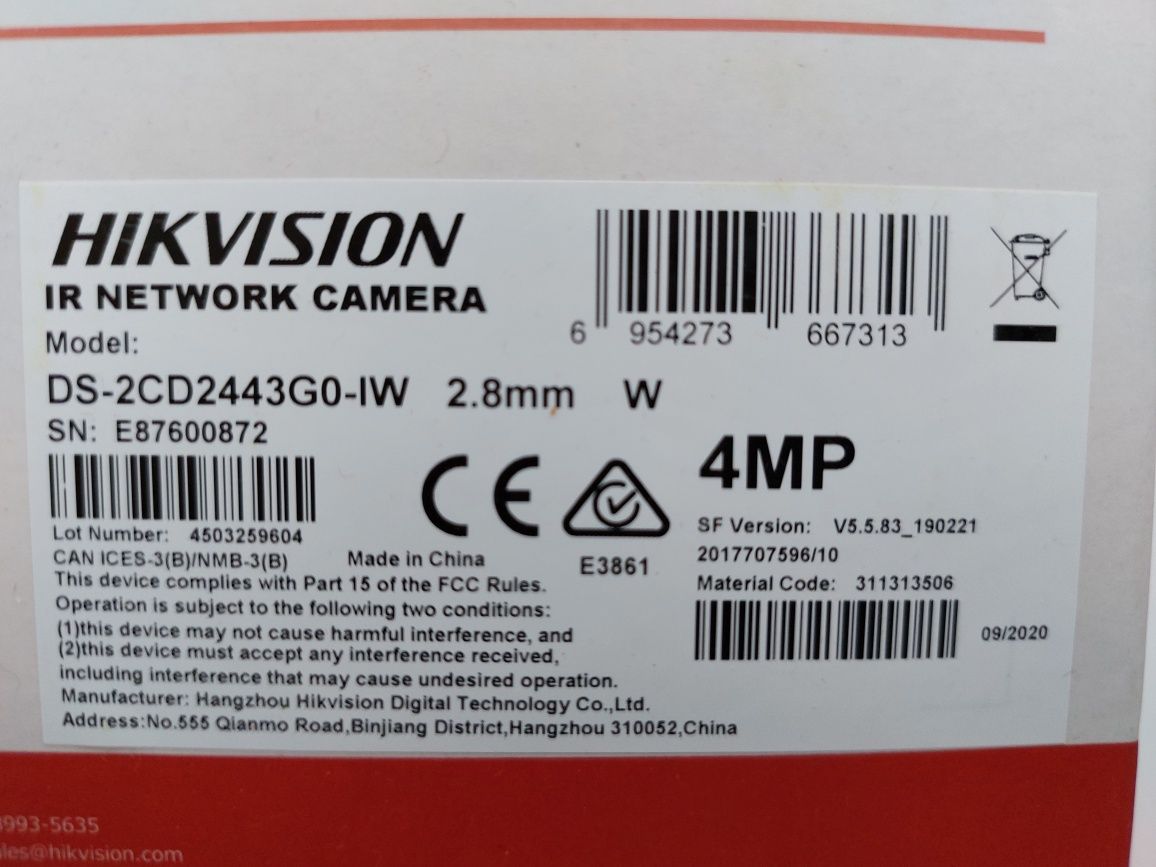 HIKVISION
IR NETWORK CAMERA
6 954273 667313
Model:
DS-2CD2443G0-IW 2.8mm W
SN: E87600872
4MP
CE
Lot Number: 4503259604
SF Version: V5.5.83_190221
CAN ICES-3(B)/NMB-3(B) Made in China
E3861
2017707596/10
This device complies with Part 15 of the FCC Rules.
Material Code: 311313506
Operation is subject to the following two conditions:
(1)this device may not cause harmful interference, and
09/2020
(2)this device must accept any interference received,
including interference that may cause undesired operation.
Manufacturer: Hangzhou Hikvision Digital Technology Co.,Ltd.
Address:No.555 Qianmo Road,Binjiang District,Hangzhou 310052,China
993-5635
les@hikvision.com